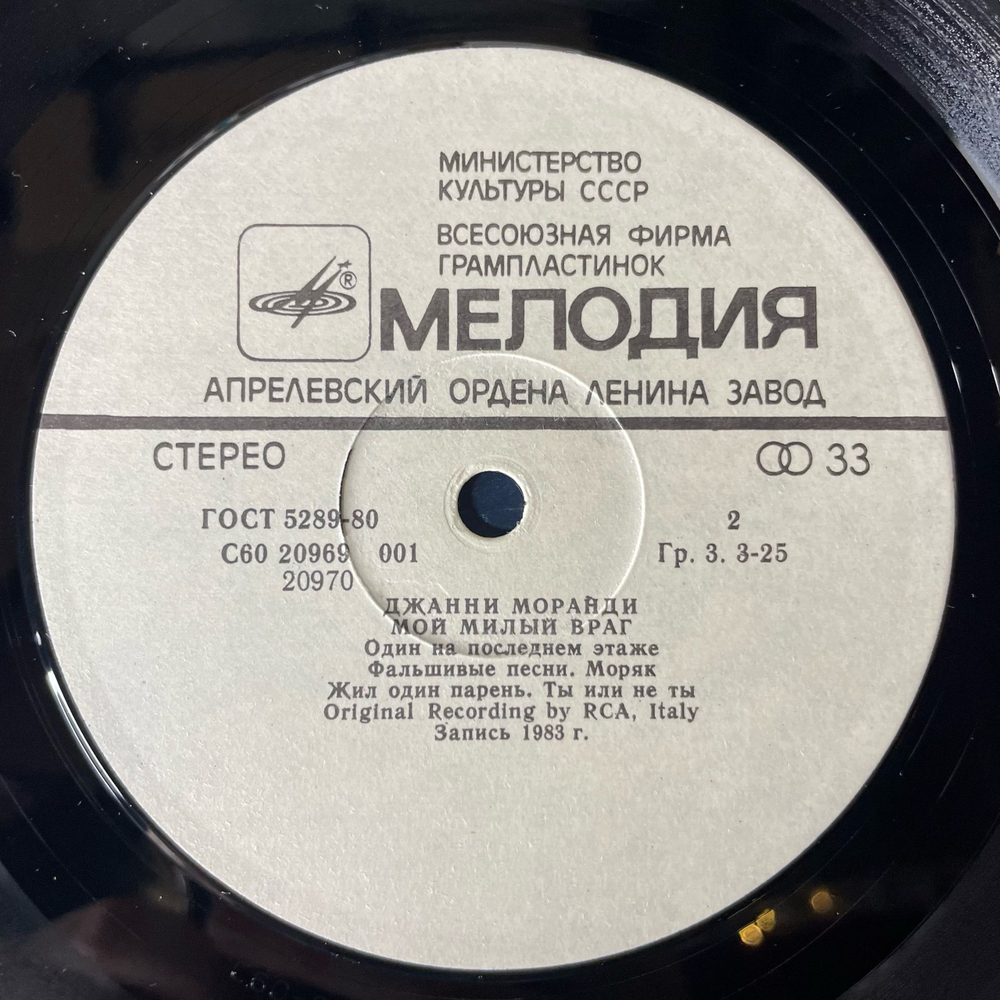 МИНИСТЕРСТВО
КУЛЬТУРЫ СССР
ВСЕСОЮЗНАЯ ФИРМА
ГРАМПЛАСТИНОК
®
МЕЛОДИЯ
АПРЕЛЕВСКИЙ ОРДЕНА ЛЕНИНА ЗАВОД
СТЕРЕО 33
ГОСТ 5289-80 2
С60 20969 001 Гр. 3. 3-25
20970
ДЖАННИ МОРАНДИ
МОЙ МИЛЫЙ ВРАГ
Один на последнем этаже
Фальшивые песни. Моряк
Жил один парень. Ты или не ты
Original Recording by RCA, Italy
Запись 1983 г.